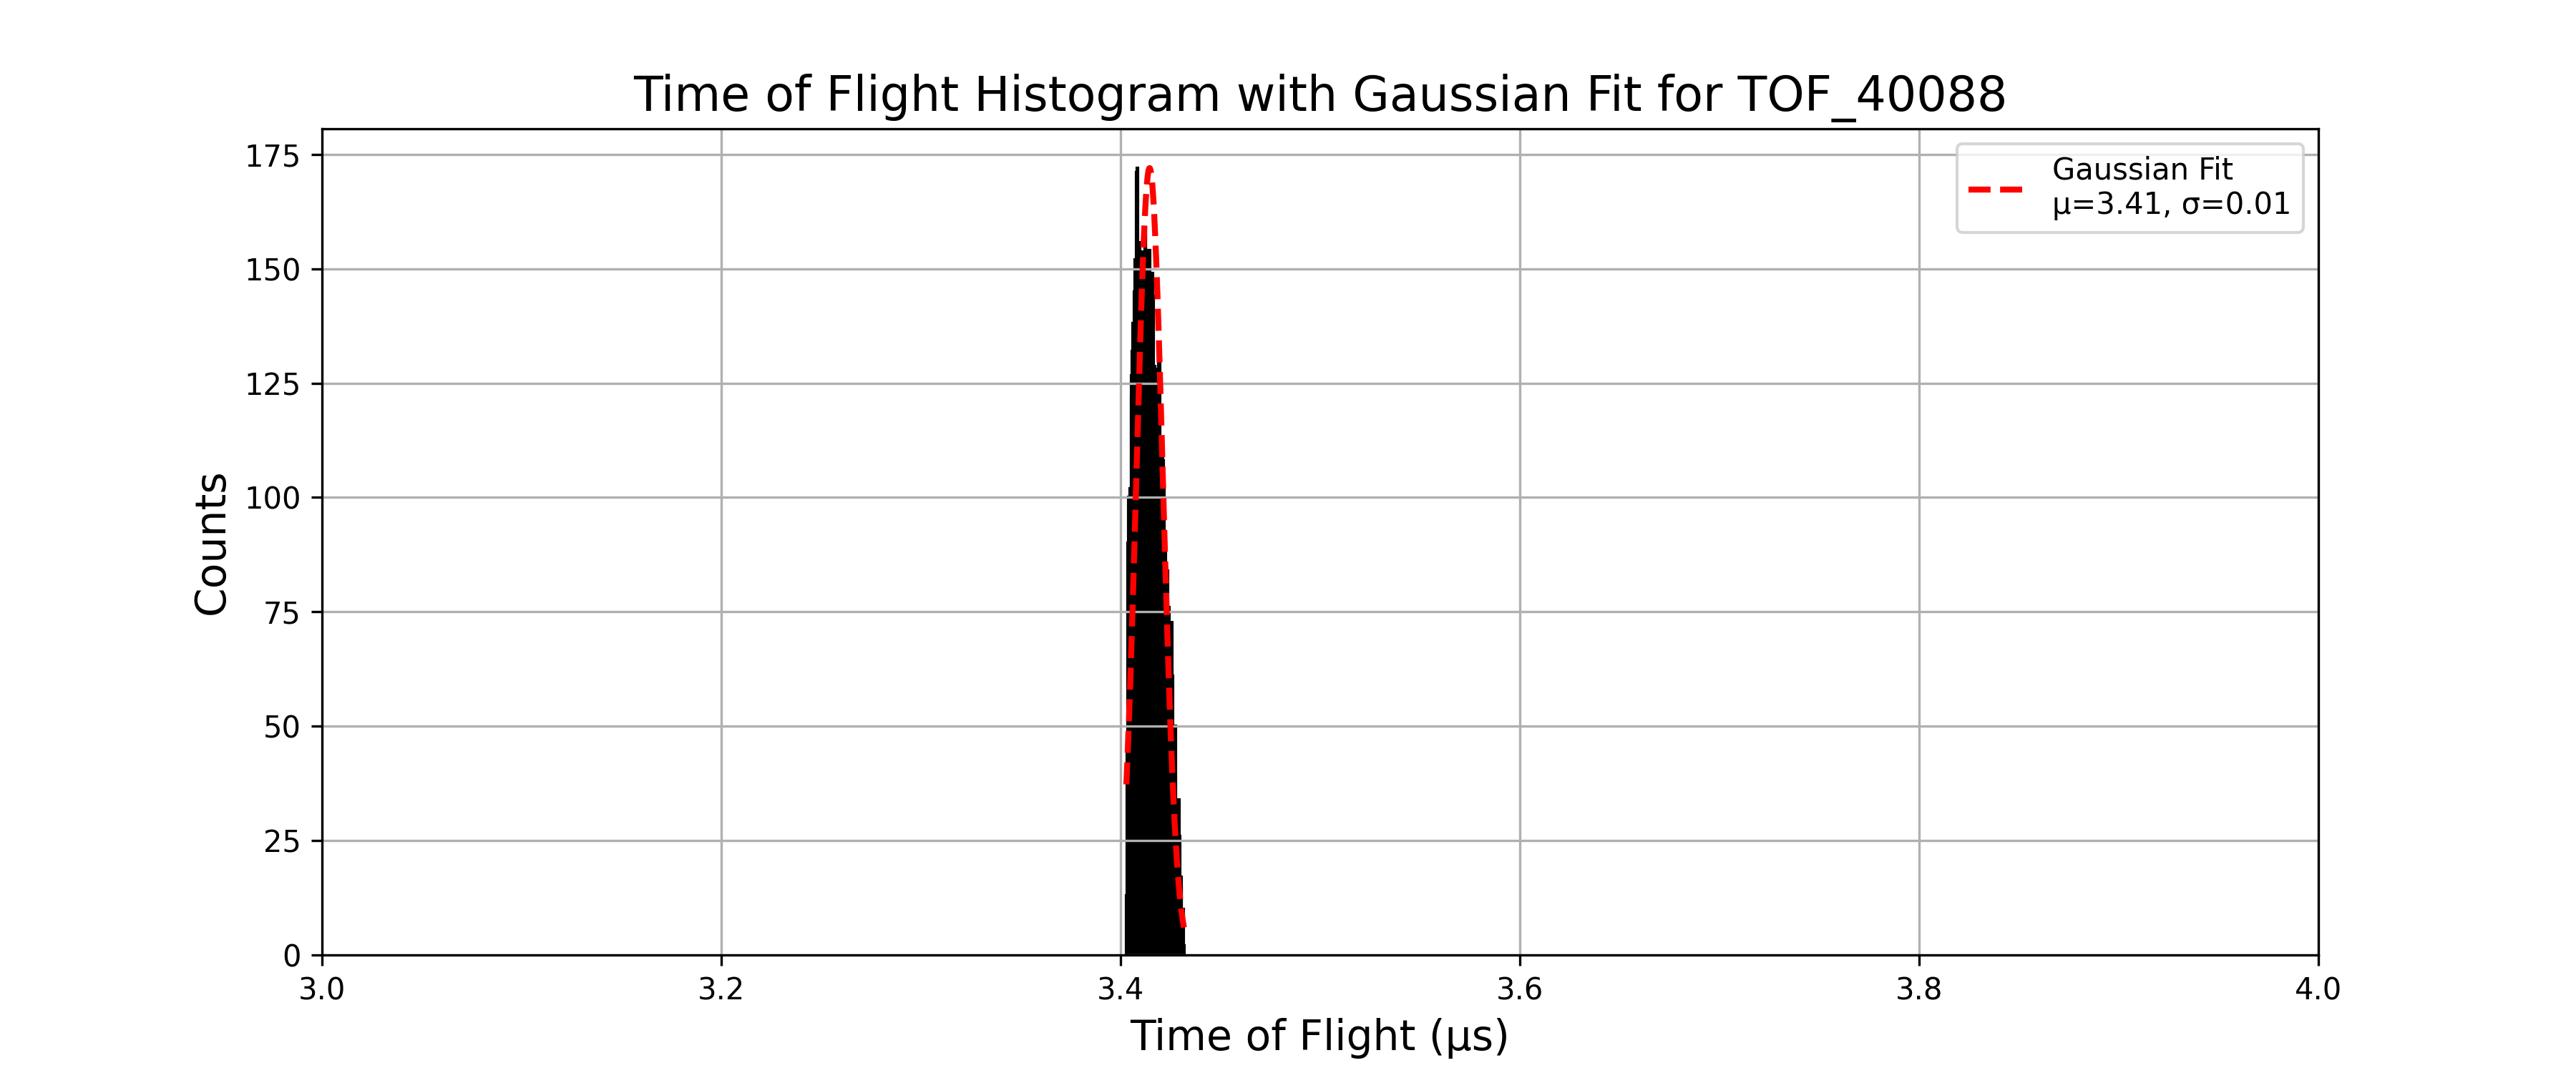 Time of Flight Histogram with Gaussian Fit for TOF_40088
Gaussian Fit
μ=3.41, σ=0.01
Counts
175
150
125
100
75
50
25
0
3.0 3.2 3.4 3.6 3.8 4.0
Time of Flight (μs)